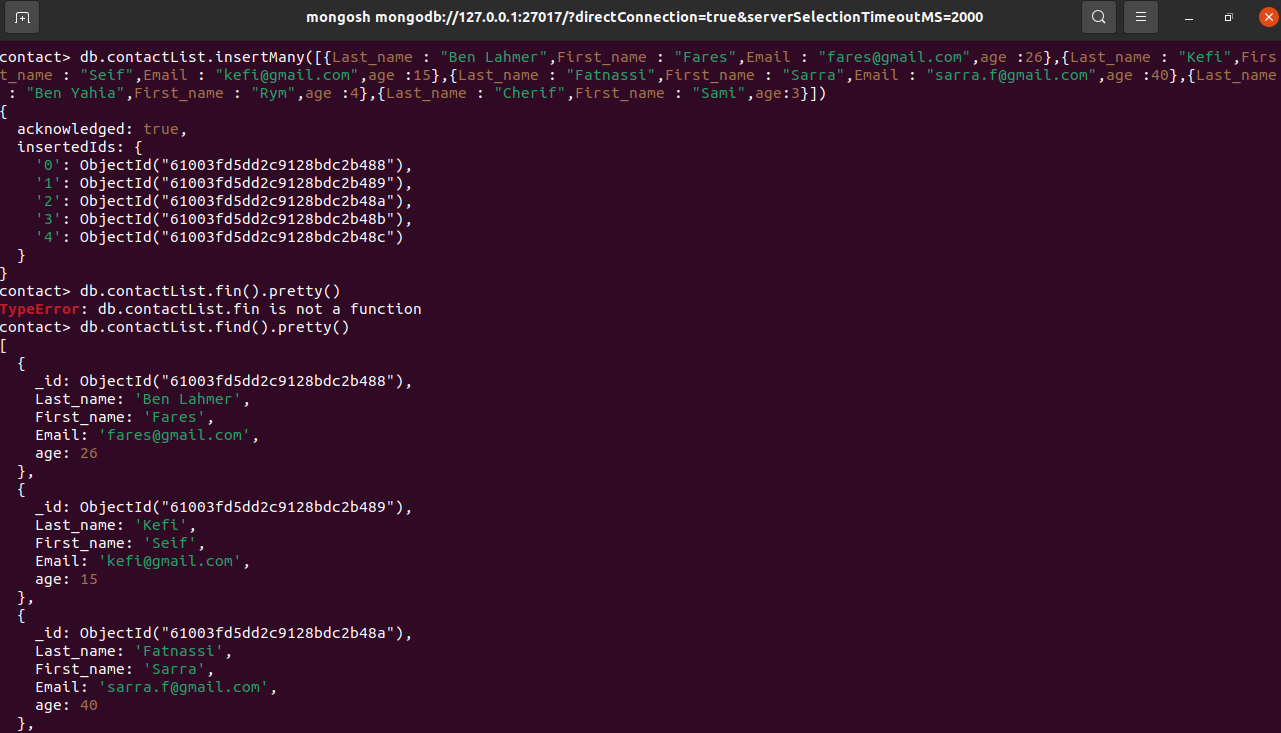 mongosh mongodb://127.0.0.1:27017/?directConnection=true&serverSelectionTimeoutMS=2000
contact> db.contactList.insertMany([{Last_name : "Ben Lahmer",First_name : "Fares",Email : "fares@gmail.com",age :26},{Last_name : "Kefi",Firs
t_name : "Seif",Email : "kefi@gmail.com",age :15},{Last_name : "Fatnassi",First_name : "Sarra",Email : "sarra.f@gmail.com",age :40},{Last_name
 : "Ben Yahia",First_name : "Rym",age :4},{Last_name : "Cherif",First_name : "Sami",age:3}])
{
  acknowledged: true,
  insertedIds: {
    '0': ObjectId("61003fd5dd2c9128bdc2b488"),
    '1': ObjectId("61003fd5dd2c9128bdc2b489"),
    '2': ObjectId("61003fd5dd2c9128bdc2b48a"),
    '3': ObjectId("61003fd5dd2c9128bdc2b48b"),
    '4': ObjectId("61003fd5dd2c9128bdc2b48c")
  }
}
contact> db.contactList.fin().pretty()
TypeError: db.contactList.fin is not a function
contact> db.contactList.find().pretty()
[
  {
    _id: ObjectId("61003fd5dd2c9128bdc2b488"),
    Last_name: 'Ben Lahmer',
    First_name: 'Fares',
    Email: 'fares@gmail.com',
    age: 26
  },
  {
    _id: ObjectId("61003fd5dd2c9128bdc2b489"),
    Last_name: 'Kefi',
    First_name: 'Seif',
    Email: 'kefi@gmail.com',
    age: 15
  },
  {
    _id: ObjectId("61003fd5dd2c9128bdc2b48a"),
    Last_name: 'Fatnassi',
    First_name: 'Sarra',
    Email: 'sarra.f@gmail.com',
    age: 40
  },